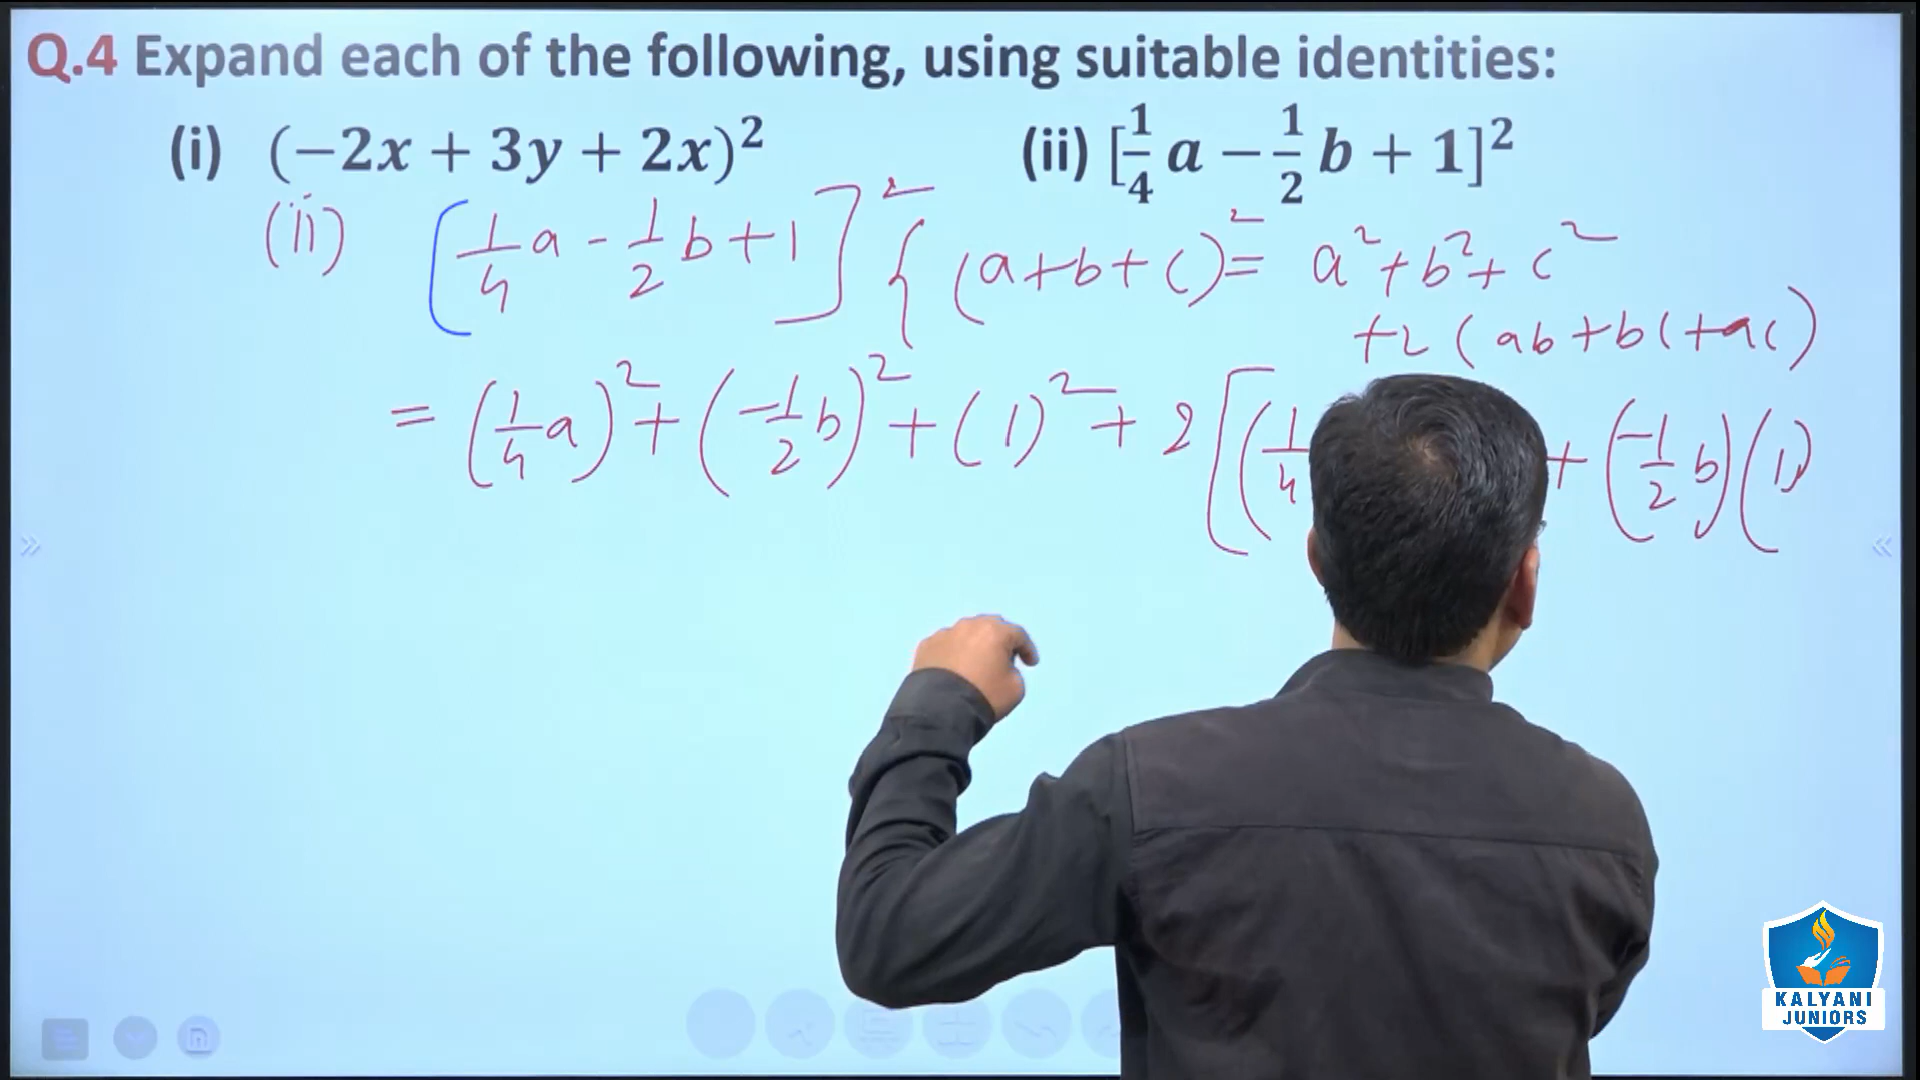 Q.4 Expand each of the following, using suitable identities:
(i) (−2x + 3y + 2x)² (ii) [1/4 a − 1/2 b + 1]²
(ii) [1/4 a - 1/2 b + 1]² { (a+b+c)² = a² + b² + c²
+2 (ab+bc+ac)
= (1/4 a)² + (-1/2 b)² + (1)² + 2 [(1/4 + (-1/2 b)(1)
KALYANI
JUNIORS